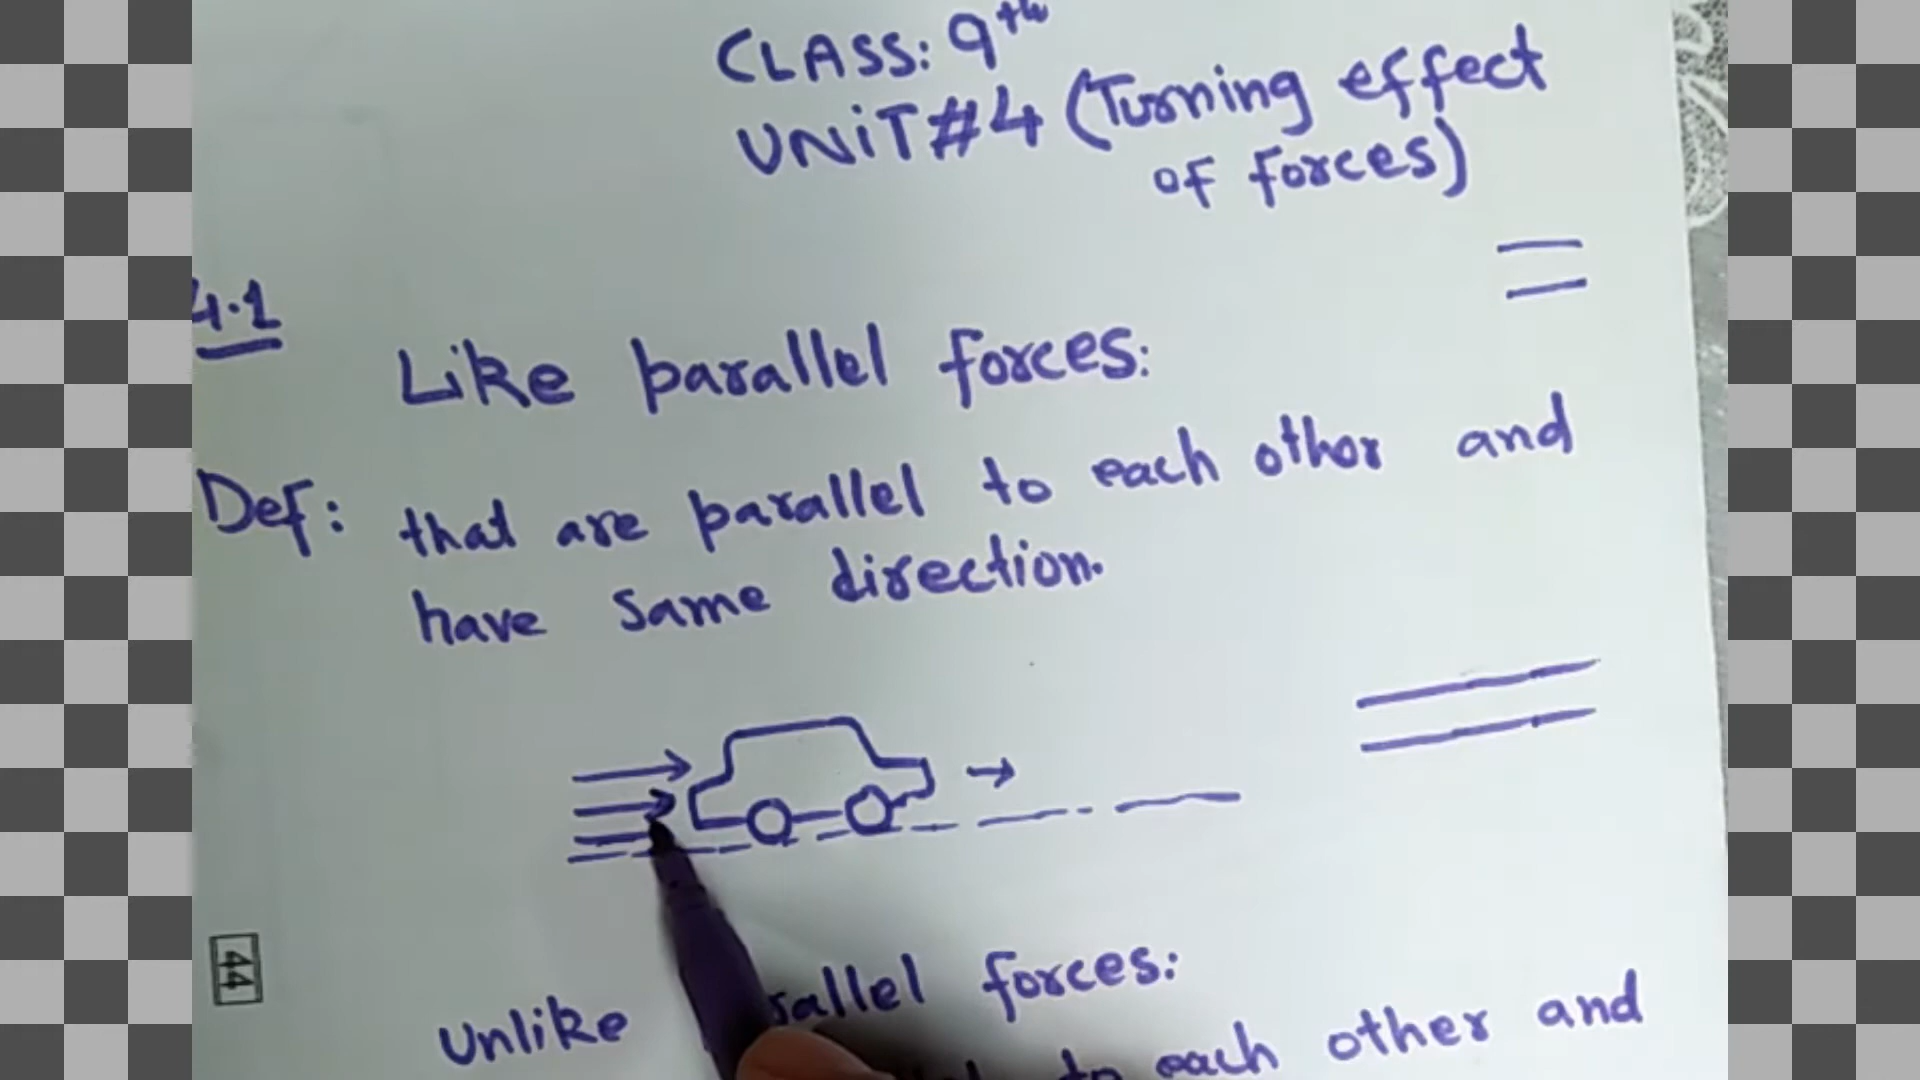 CLASS: 9th
UNIT#4 (Turning effect
of forces)
4.1
Like parallel forces:
Def: that are parallel to each other and
have same direction.
44
Unlike forces:
to each other and